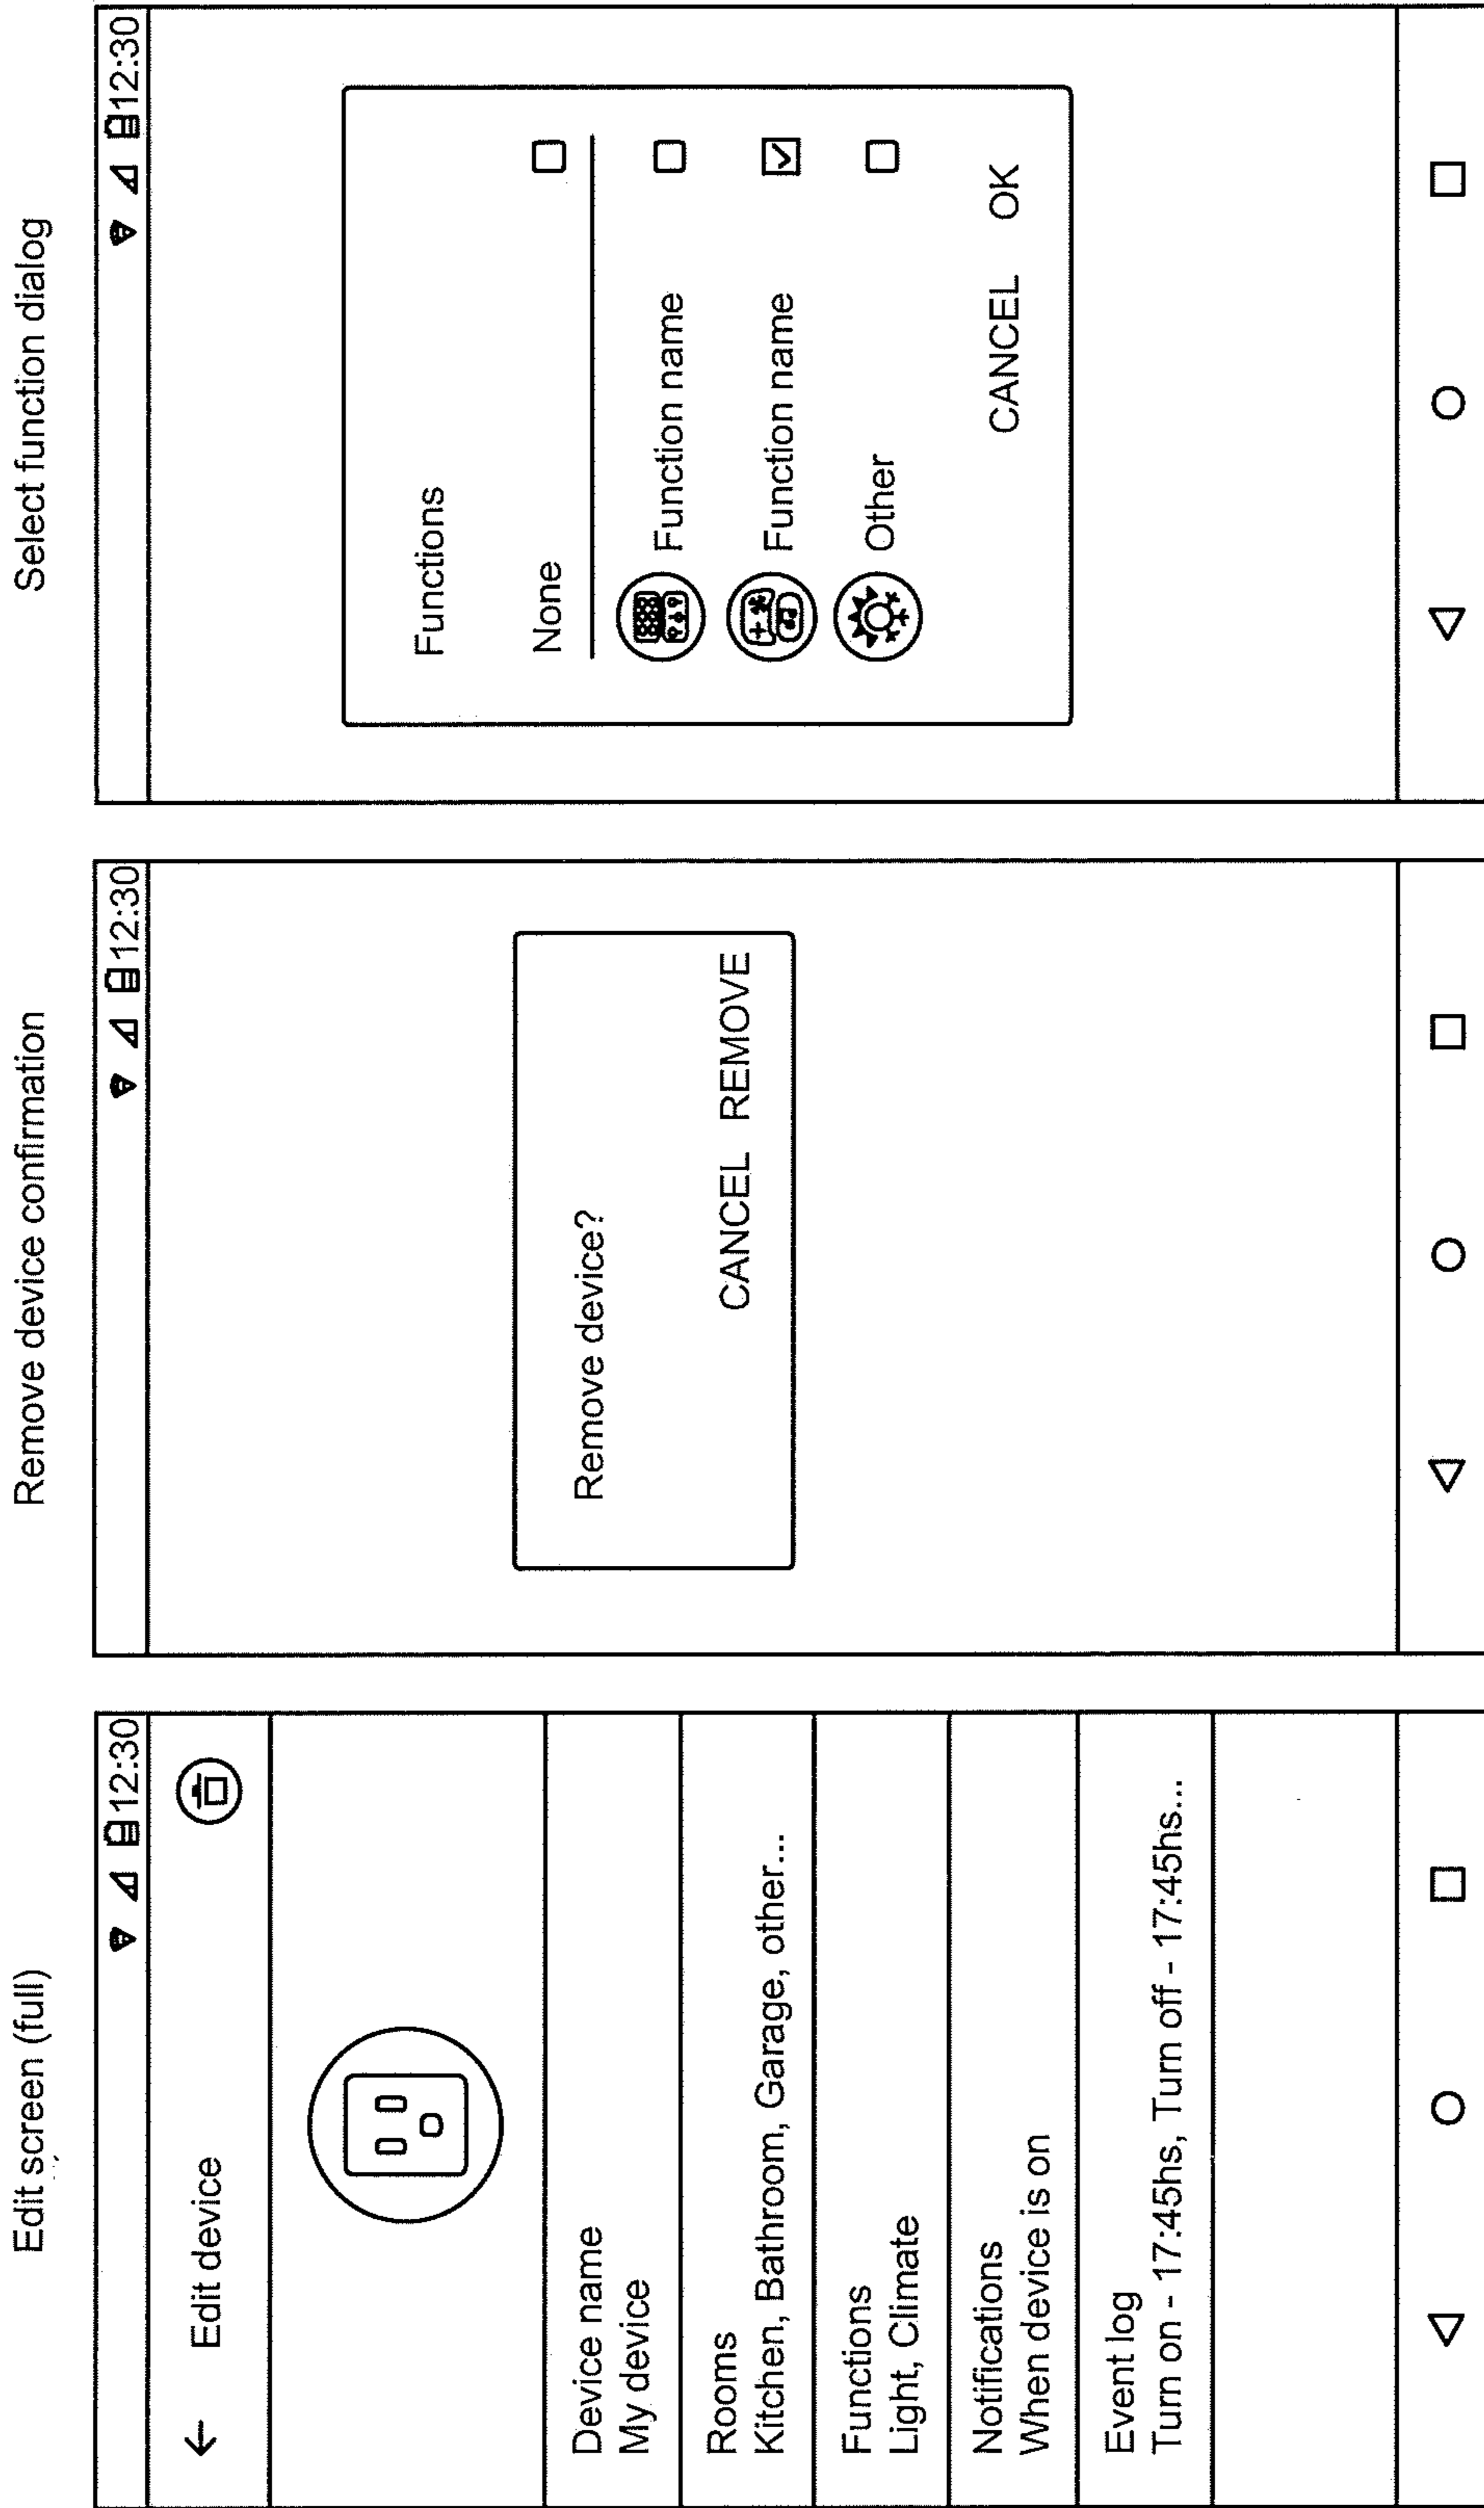 Edit screen (full)
12:30
Edit device
Device name
My device
Rooms
Kitchen, Bathroom, Garage, other...
Functions
Light, Climate
Notifications
When device is on
Event log
Turn on - 17:45hs, Turn off - 17:45hs...
Remove device confirmation
12:30
Remove device?
CANCEL REMOVE
Select function dialog
12:30
Functions
None
Function name
Function name
Other
CANCEL OK